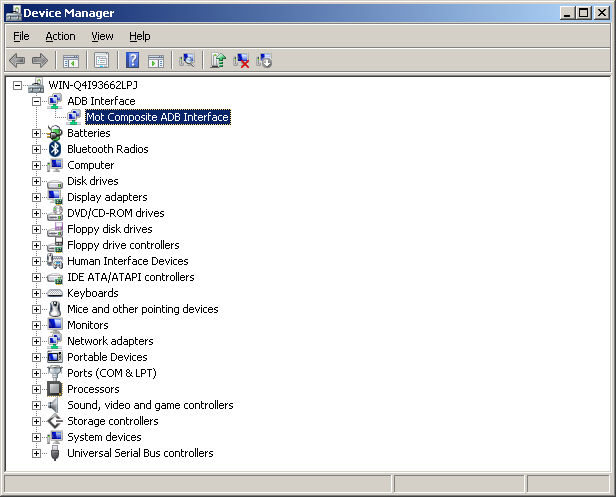 Device Manager
File Action View Help
WIN-Q4I93662LPJ
ADB Interface
Mot Composite ADB Interface
Batteries
Bluetooth Radios
Computer
Disk drives
Display adapters
DVD/CD-ROM drives
Floppy disk drives
Floppy drive controllers
Human Interface Devices
IDE ATA/ATAPI controllers
Keyboards
Mice and other pointing devices
Monitors
Network adapters
Portable Devices
Ports (COM & LPT)
Processors
Sound, video and game controllers
Storage controllers
System devices
Universal Serial Bus controllers